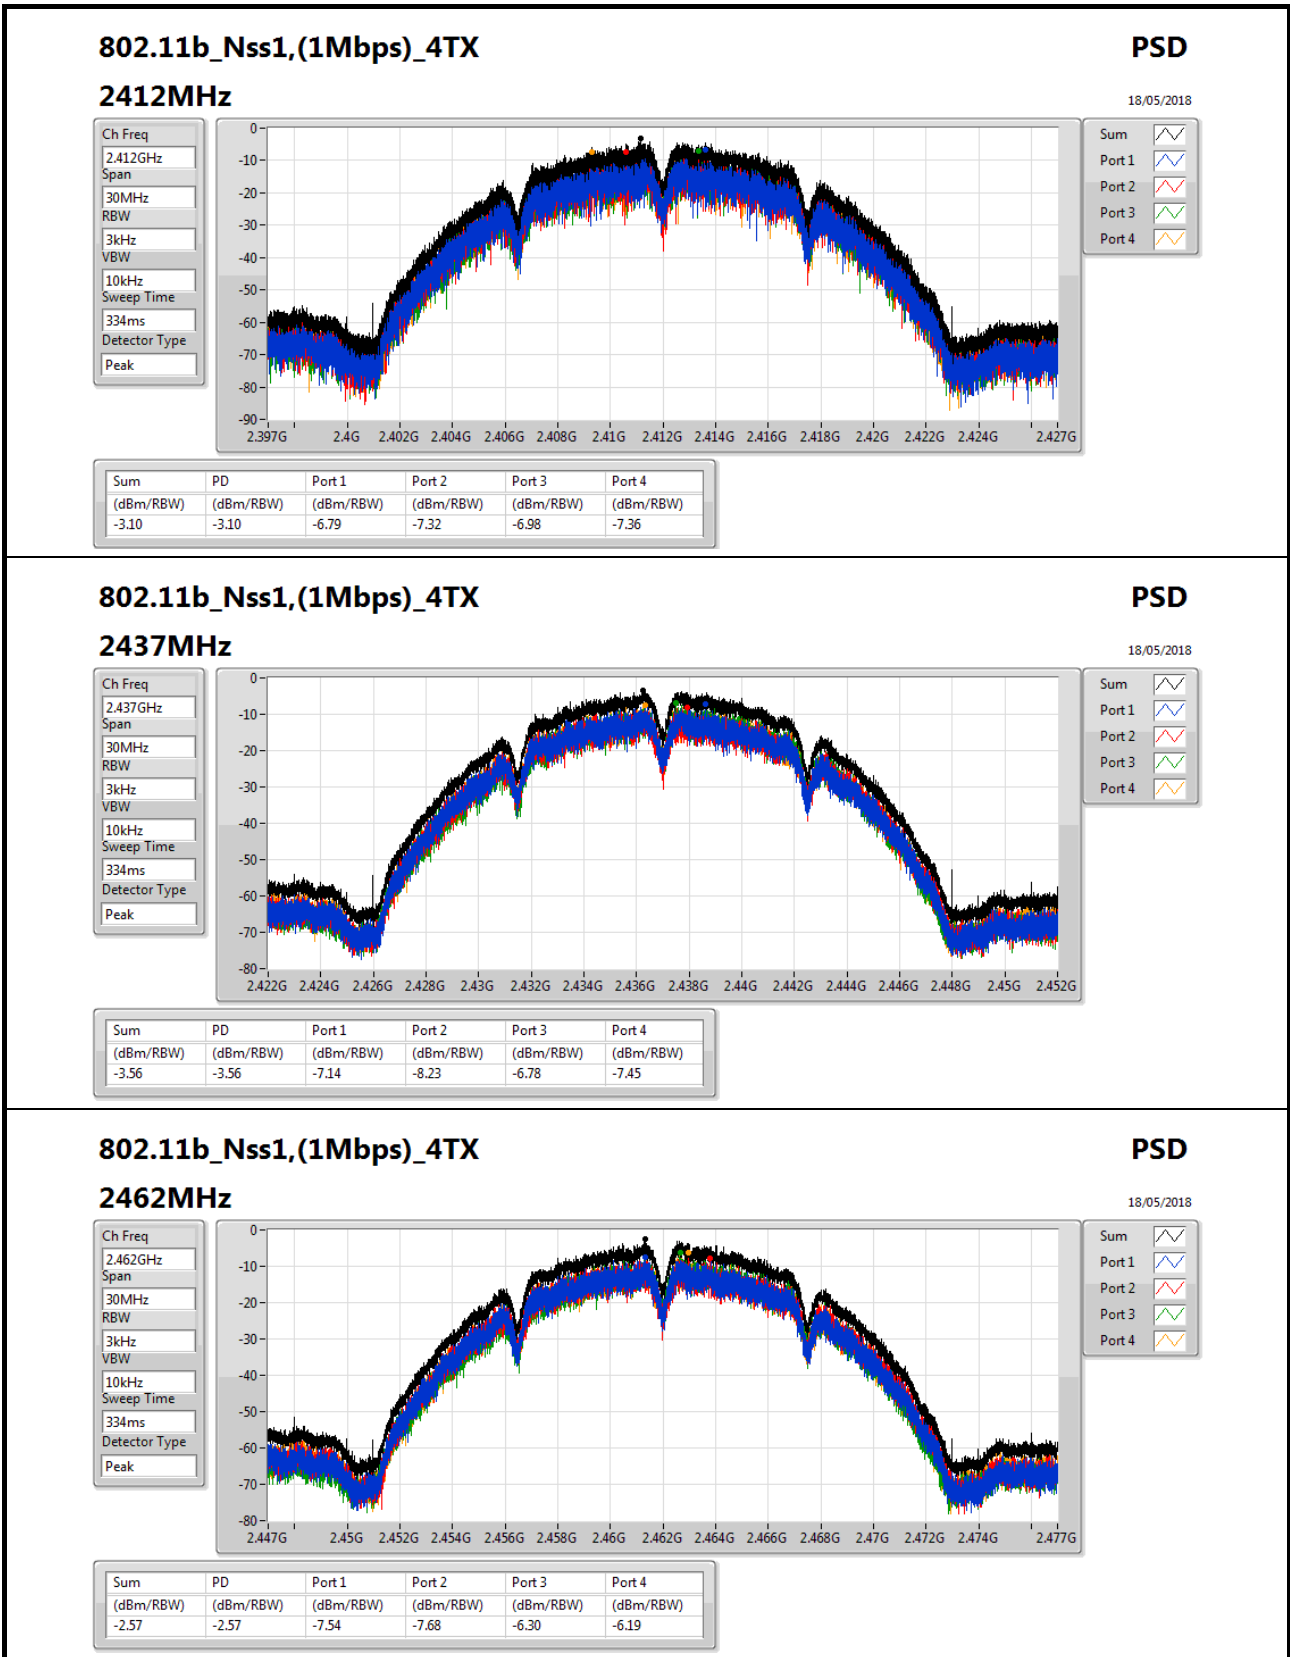 802.11b_Nss1,(1Mbps)_4TX PSD
2412MHz 18/05/2018
Ch Freq
2.412GHz
Span
30MHz
RBW
3kHz
VBW
10kHz
Sweep Time
334ms
Detector Type
Peak
0
-10
-20
-30
-40
-50
-60
-70
-80
-90
2.397G 2.4G 2.402G 2.404G 2.406G 2.408G 2.41G 2.412G 2.414G 2.416G 2.418G 2.42G 2.422G 2.424G 2.427G
Sum
Port 1
Port 2
Port 3
Port 4
Sum PD Port 1 Port 2 Port 3 Port 4
(dBm/RBW) (dBm/RBW) (dBm/RBW) (dBm/RBW) (dBm/RBW) (dBm/RBW)
-3.10 -3.10 -6.79 -7.32 -6.98 -7.36
802.11b_Nss1,(1Mbps)_4TX PSD
2437MHz 18/05/2018
Ch Freq
2.437GHz
Span
30MHz
RBW
3kHz
VBW
10kHz
Sweep Time
334ms
Detector Type
Peak
0
-10
-20
-30
-40
-50
-60
-70
-80
2.422G 2.424G 2.426G 2.428G 2.43G 2.432G 2.434G 2.436G 2.438G 2.44G 2.442G 2.444G 2.446G 2.448G 2.45G 2.452G
Sum
Port 1
Port 2
Port 3
Port 4
Sum PD Port 1 Port 2 Port 3 Port 4
(dBm/RBW) (dBm/RBW) (dBm/RBW) (dBm/RBW) (dBm/RBW) (dBm/RBW)
-3.56 -3.56 -7.14 -8.23 -6.78 -7.45
802.11b_Nss1,(1Mbps)_4TX PSD
2462MHz 18/05/2018
Ch Freq
2.462GHz
Span
30MHz
RBW
3kHz
VBW
10kHz
Sweep Time
334ms
Detector Type
Peak
0
-10
-20
-30
-40
-50
-60
-70
-80
2.447G 2.45G 2.452G 2.454G 2.456G 2.458G 2.46G 2.462G 2.464G 2.466G 2.468G 2.47G 2.472G 2.474G 2.477G
Sum
Port 1
Port 2
Port 3
Port 4
Sum PD Port 1 Port 2 Port 3 Port 4
(dBm/RBW) (dBm/RBW) (dBm/RBW) (dBm/RBW) (dBm/RBW) (dBm/RBW)
-2.57 -2.57 -7.54 -7.68 -6.30 -6.19